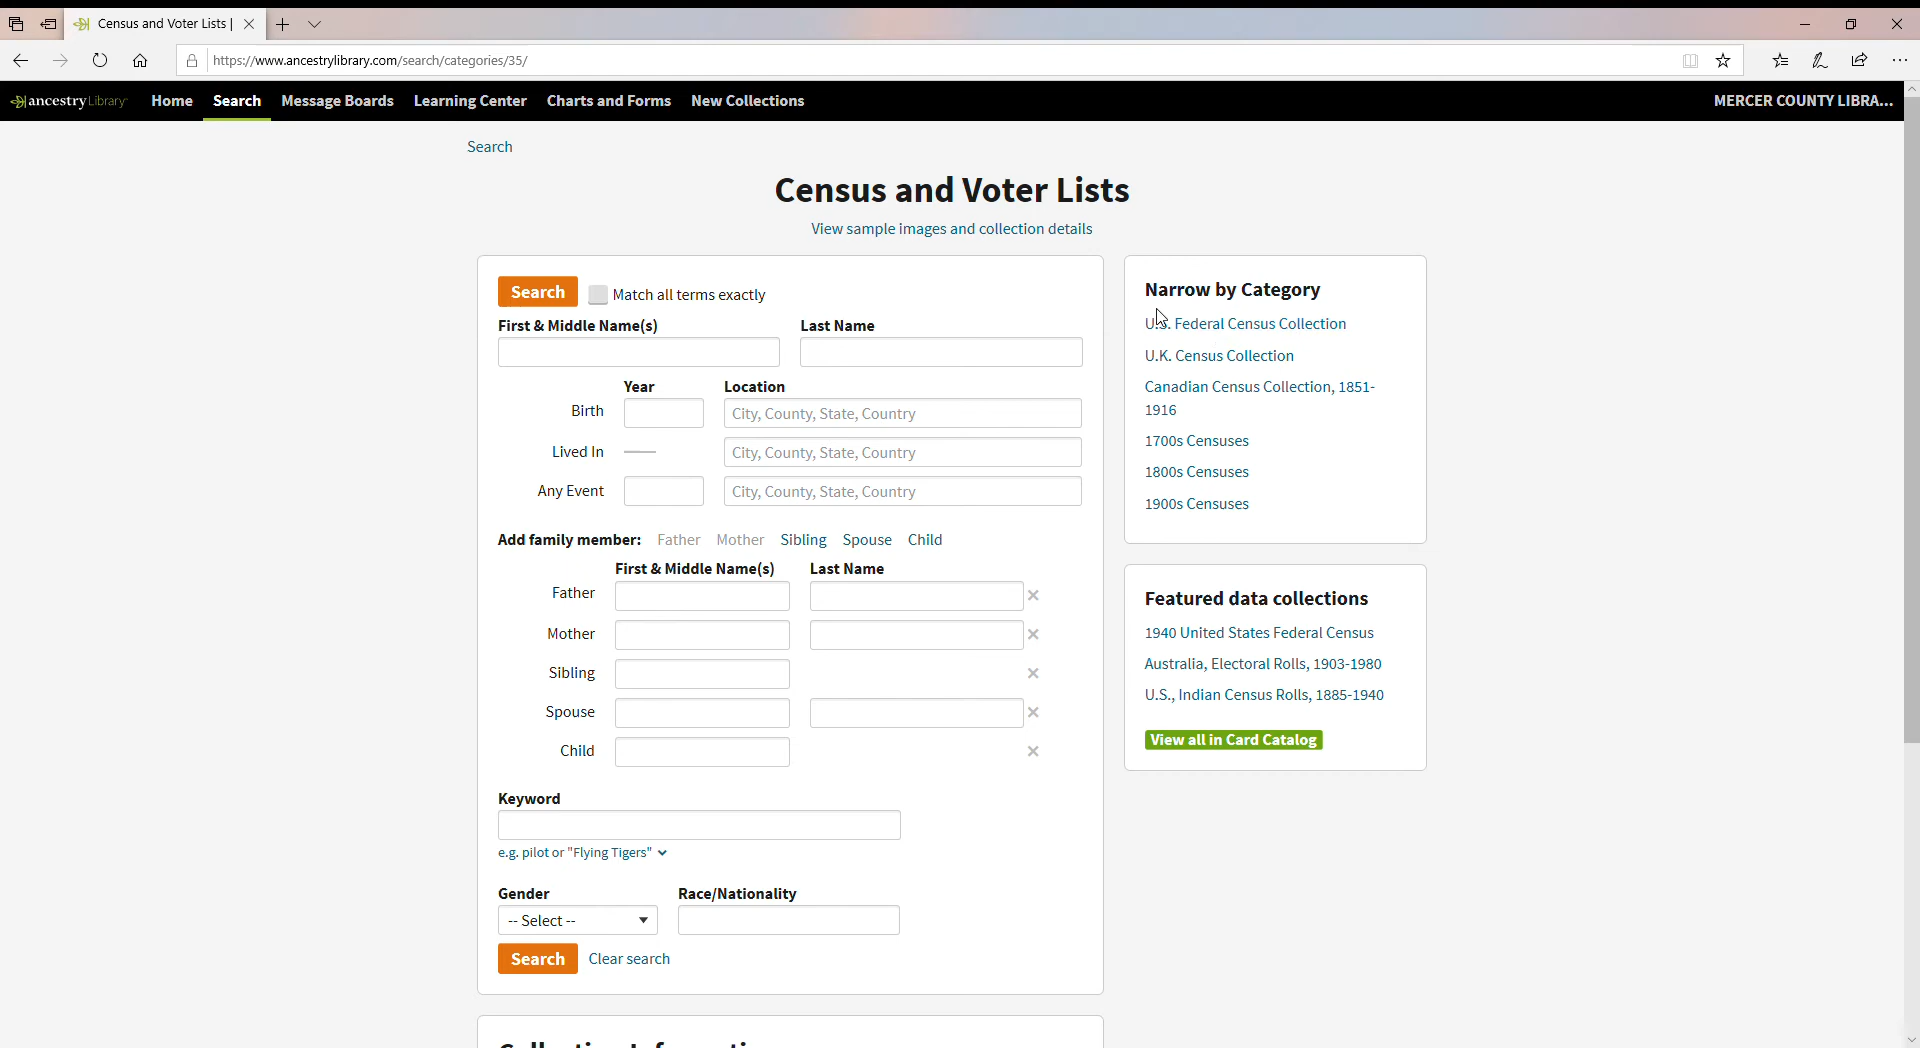 Census and Voter Lists |
https://www.ancestrylibrary.com/search/categories/35/
ancestryLibrary Home Search Message Boards Learning Center Charts and Forms New Collections MERCER COUNTY LIBRA...
Search
Census and Voter Lists
View sample images and collection details
Search Match all terms exactly
First & Middle Name(s) Last Name
Year Location
Birth City, County, State, Country
Lived In City, County, State, Country
Any Event City, County, State, Country
Add family member: Father Mother Sibling Spouse Child
First & Middle Name(s) Last Name
Father
Mother
Sibling
Spouse
Child
Keyword
e.g. pilot or "Flying Tigers"
Gender Race/Nationality
-- Select --
Search Clear search
Narrow by Category
U.S. Federal Census Collection
U.K. Census Collection
Canadian Census Collection, 1851-
1916
1700s Censuses
1800s Censuses
1900s Censuses
Featured data collections
1940 United States Federal Census
Australia, Electoral Rolls, 1903-1980
U.S., Indian Census Rolls, 1885-1940
View all in Card Catalog